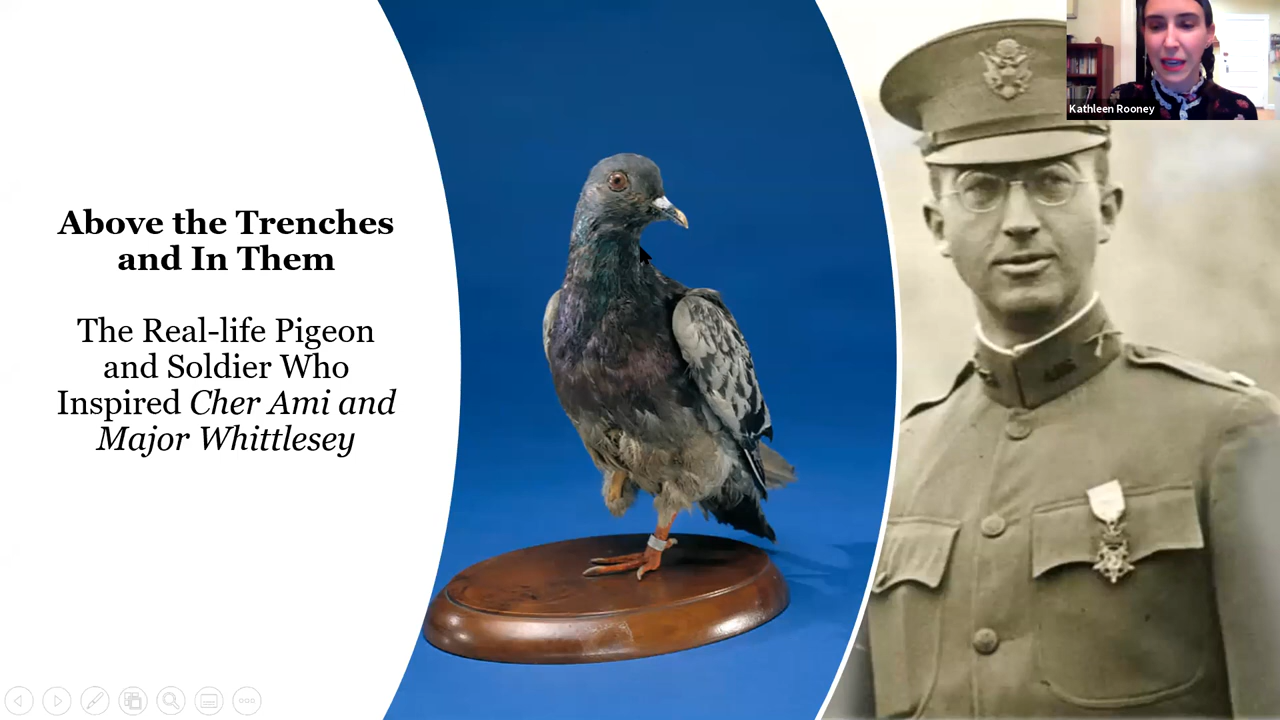 Above the Trenches
and In Them
The Real-life Pigeon
and Soldier Who
Inspired Cher Ami and
Major Whittlesey
Kathleen Rooney